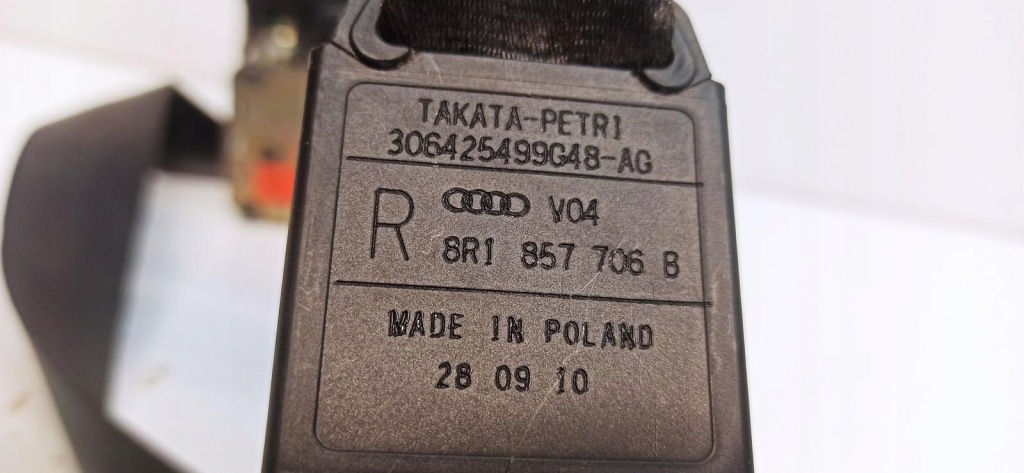 TAKATA-PETRI
306425499G48-AG
R V04
8R1 857 706 B
MADE IN POLAND
28 09 10